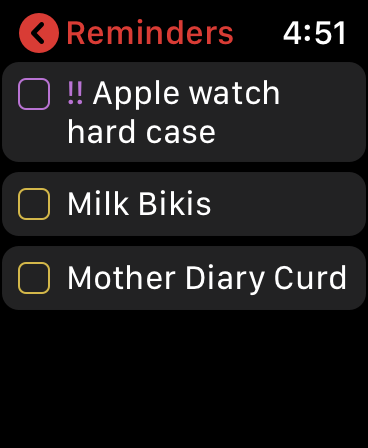 Reminders 4:51
!! Apple watch
hard case
Milk Bikis
Mother Diary Curd